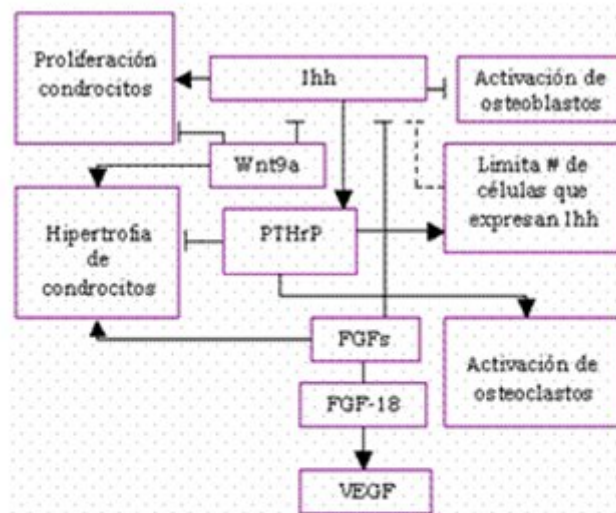 Proliferación
condrocitos
Ihh
Activación de
osteoblastos
Wnt9a
Limita # de
células que
expresan Ihh
Hipertrofia
de
condrocitos
PTHrP
FGFs
Activación de
osteoclastos
FGF-18
VEGF